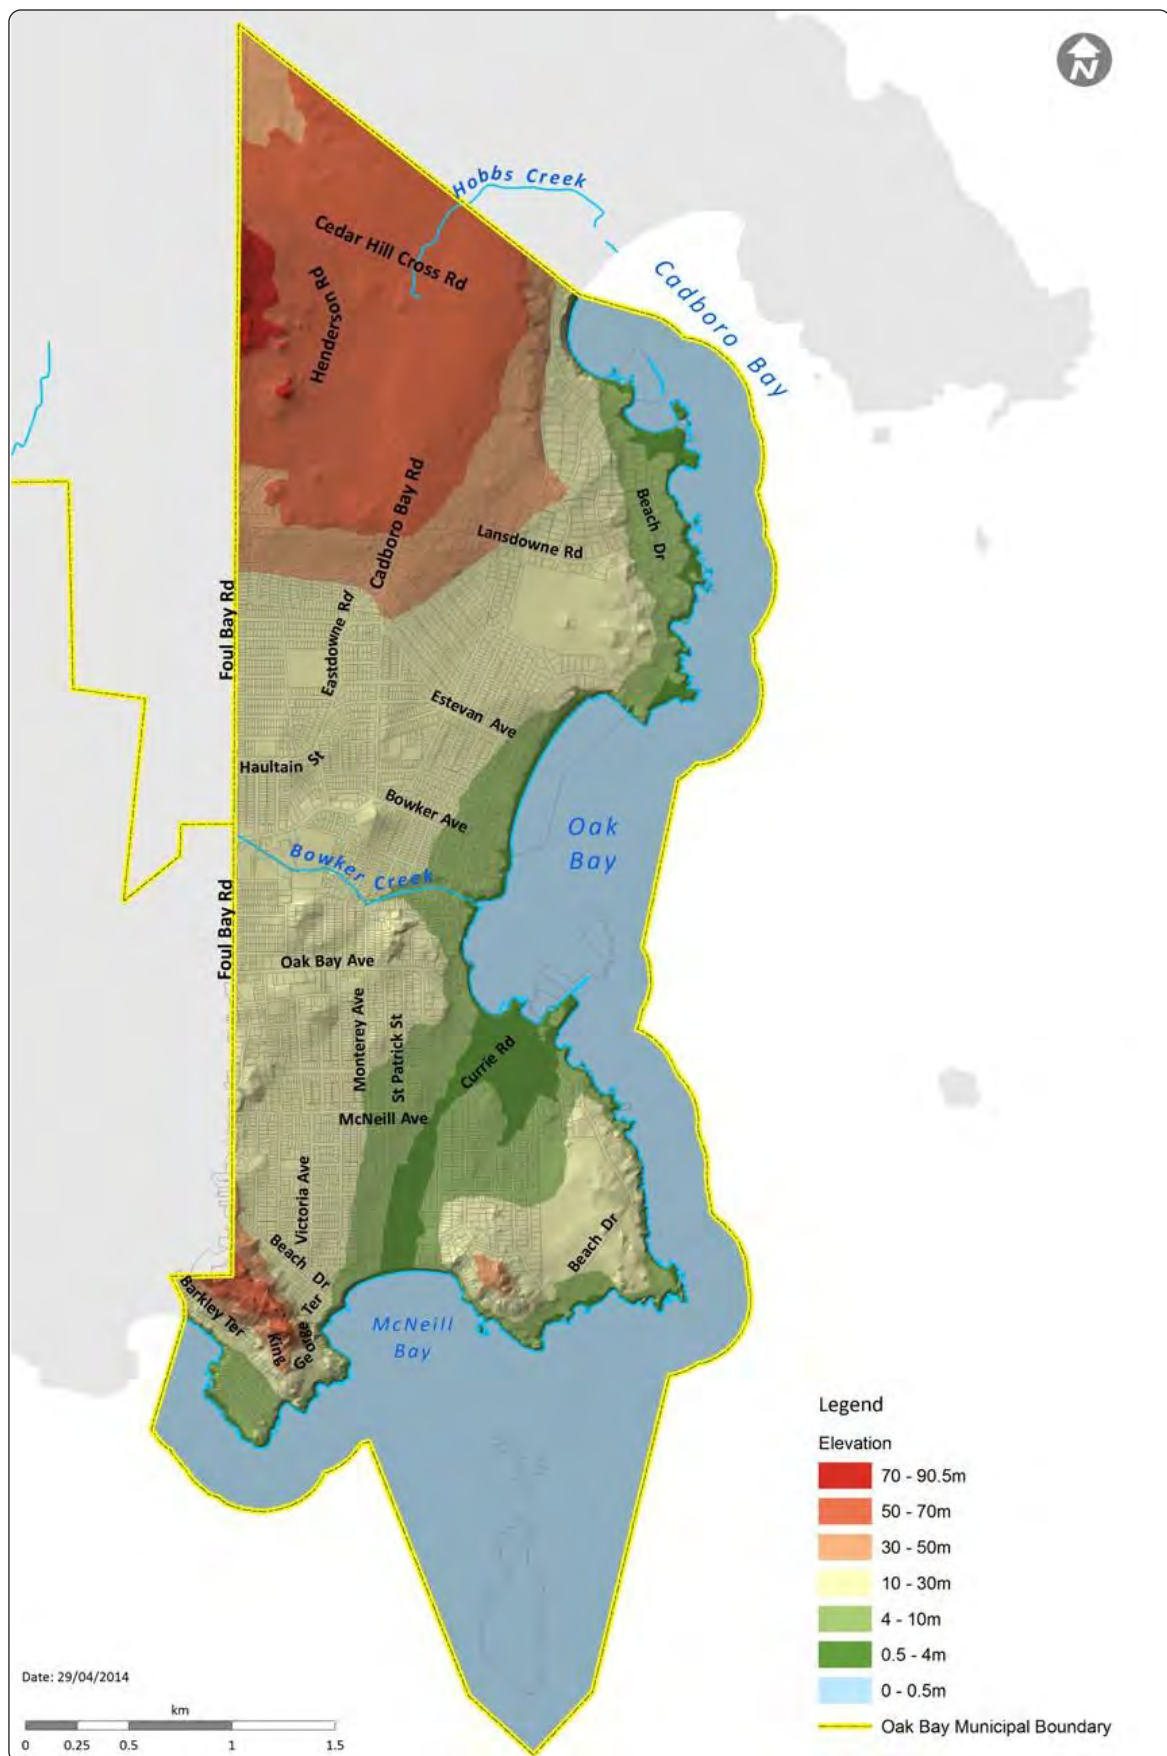 N
Hobbs Creek
Cedar Hill Cross Rd
Cadboro Bay
Henderson Rd
Cadboro Bay Rd
Beach Dr
Lansdowne Rd
Foul Bay Rd
Eastdowne Rd
Estevan Ave
Haultain St
Bowker Ave
Oak
Bay
Bowker Creek
Foul Bay Rd
Oak Bay Ave
Monterey Ave
St Patrick St
Currie Rd
McNeill Ave
Victoria Ave
Beach Dr
Beach Dr
Barkley Ter
King George Ter
McNeill
Bay
Legend
Elevation
70 - 90.5m
50 - 70m
30 - 50m
10 - 30m
4 - 10m
0.5 - 4m
0 - 0.5m
Oak Bay Municipal Boundary
Date: 29/04/2014
km
0 0.25 0.5 1 1.5